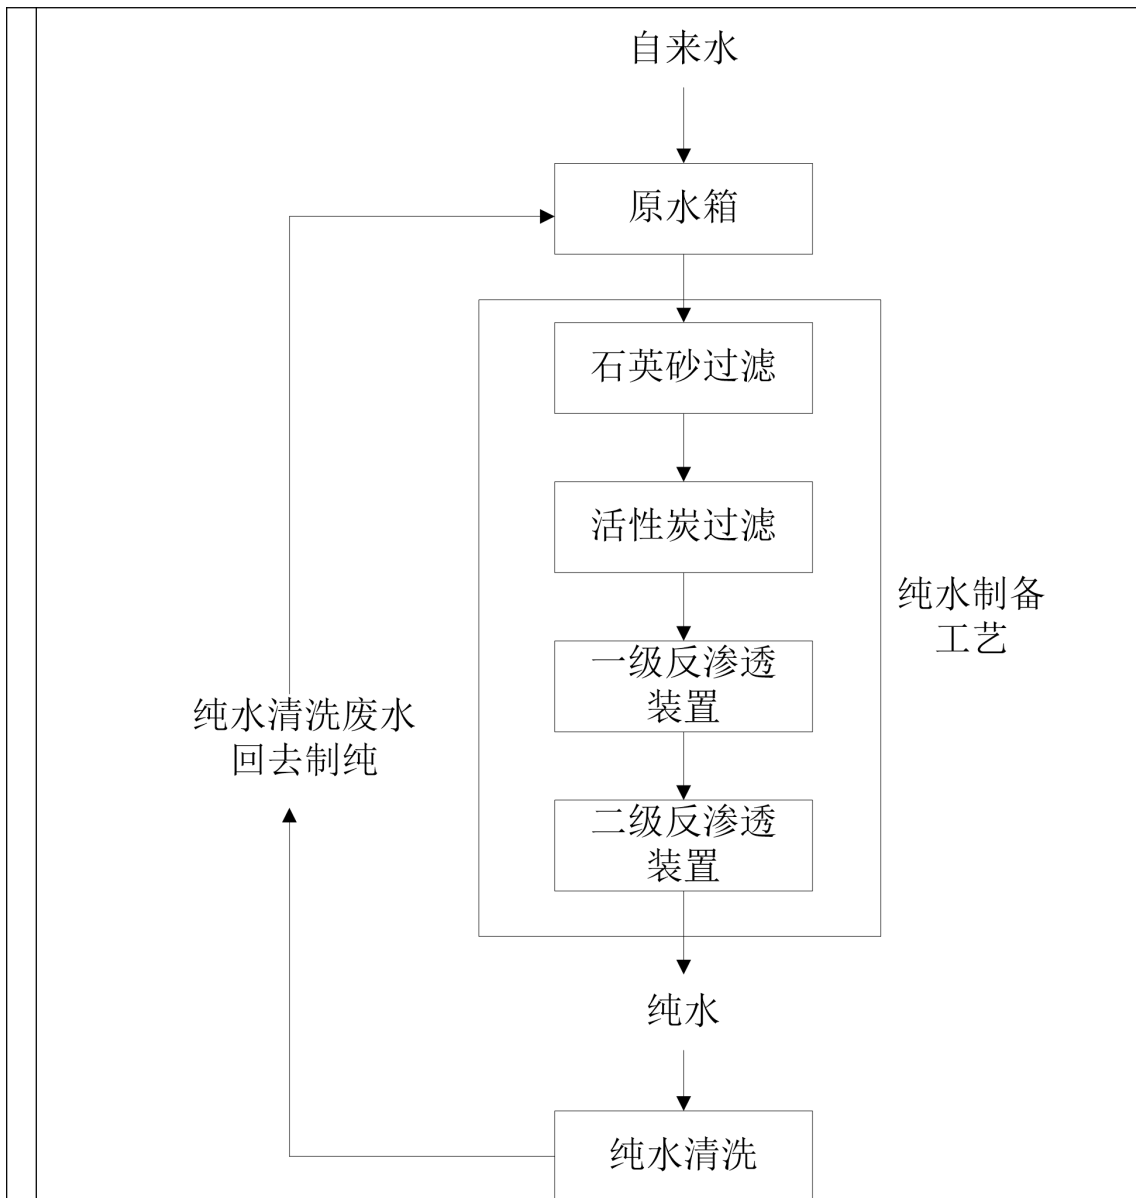 自来水
原水箱
石英砂过滤
活性炭过滤
纯水制备
工艺
一级反渗透
装置
纯水清洗废水
回去制纯
二级反渗透
装置
纯水
纯水清洗